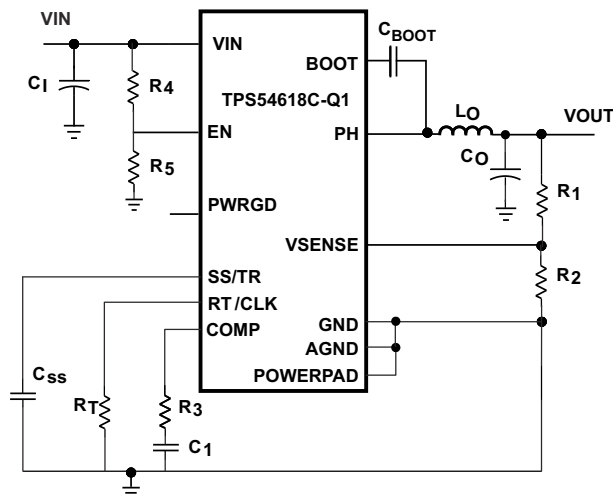 VIN
VIN
CBOOT
BOOT
CI
R4
TPS54618C-Q1
LO
VOUT
EN
PH
CO
R5
R1
PWRGD
VSENSE
SS/TR
R2
RT/CLK
GND
COMP
AGND
Css
RT
R3
POWERPAD
C1